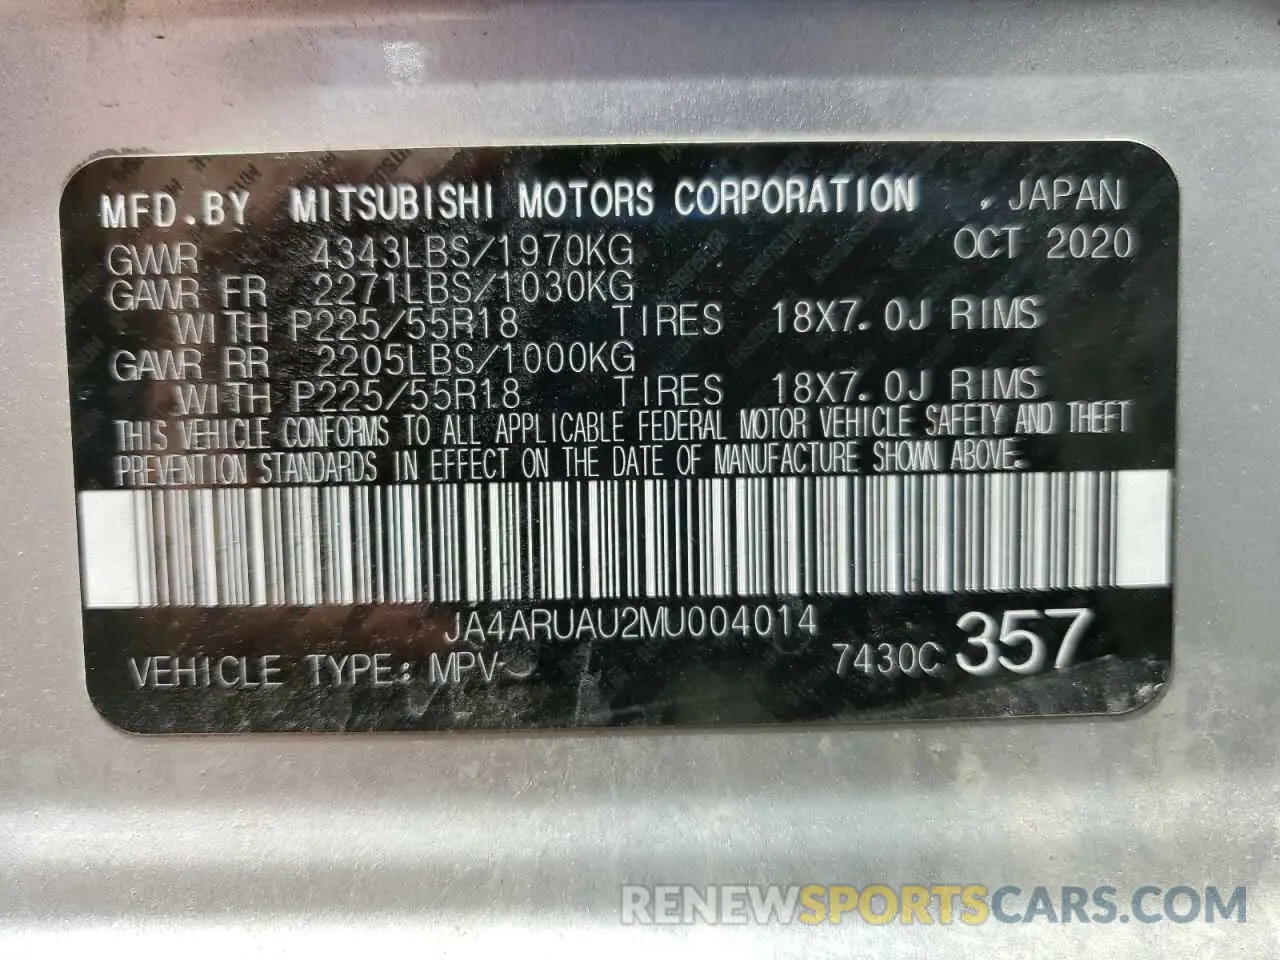 MFD.BY MITSUBISHI MOTORS CORPORATION . JAPAN
GVWR 4343LBS/1970KG OCT 2020
GAWR FR 2271LBS/1030KG
WITH P225/55R18 TIRES 18X7.0J RIMS
GAWR RR 2205LBS/1000KG
WITH P225/55R18 TIRES 18X7.0J RIMS
THIS VEHICLE CONFORMS TO ALL APPLICABLE FEDERAL MOTOR VEHICLE SAFETY AND THEFT
PREVENTION STANDARDS IN EFFECT ON THE DATE OF MANUFACTURE SHOWN ABOVE.
JA4ARUAU2MU004014
VEHICLE TYPE: MPV 7430C 357
RENEWSPORTSCARS.COM